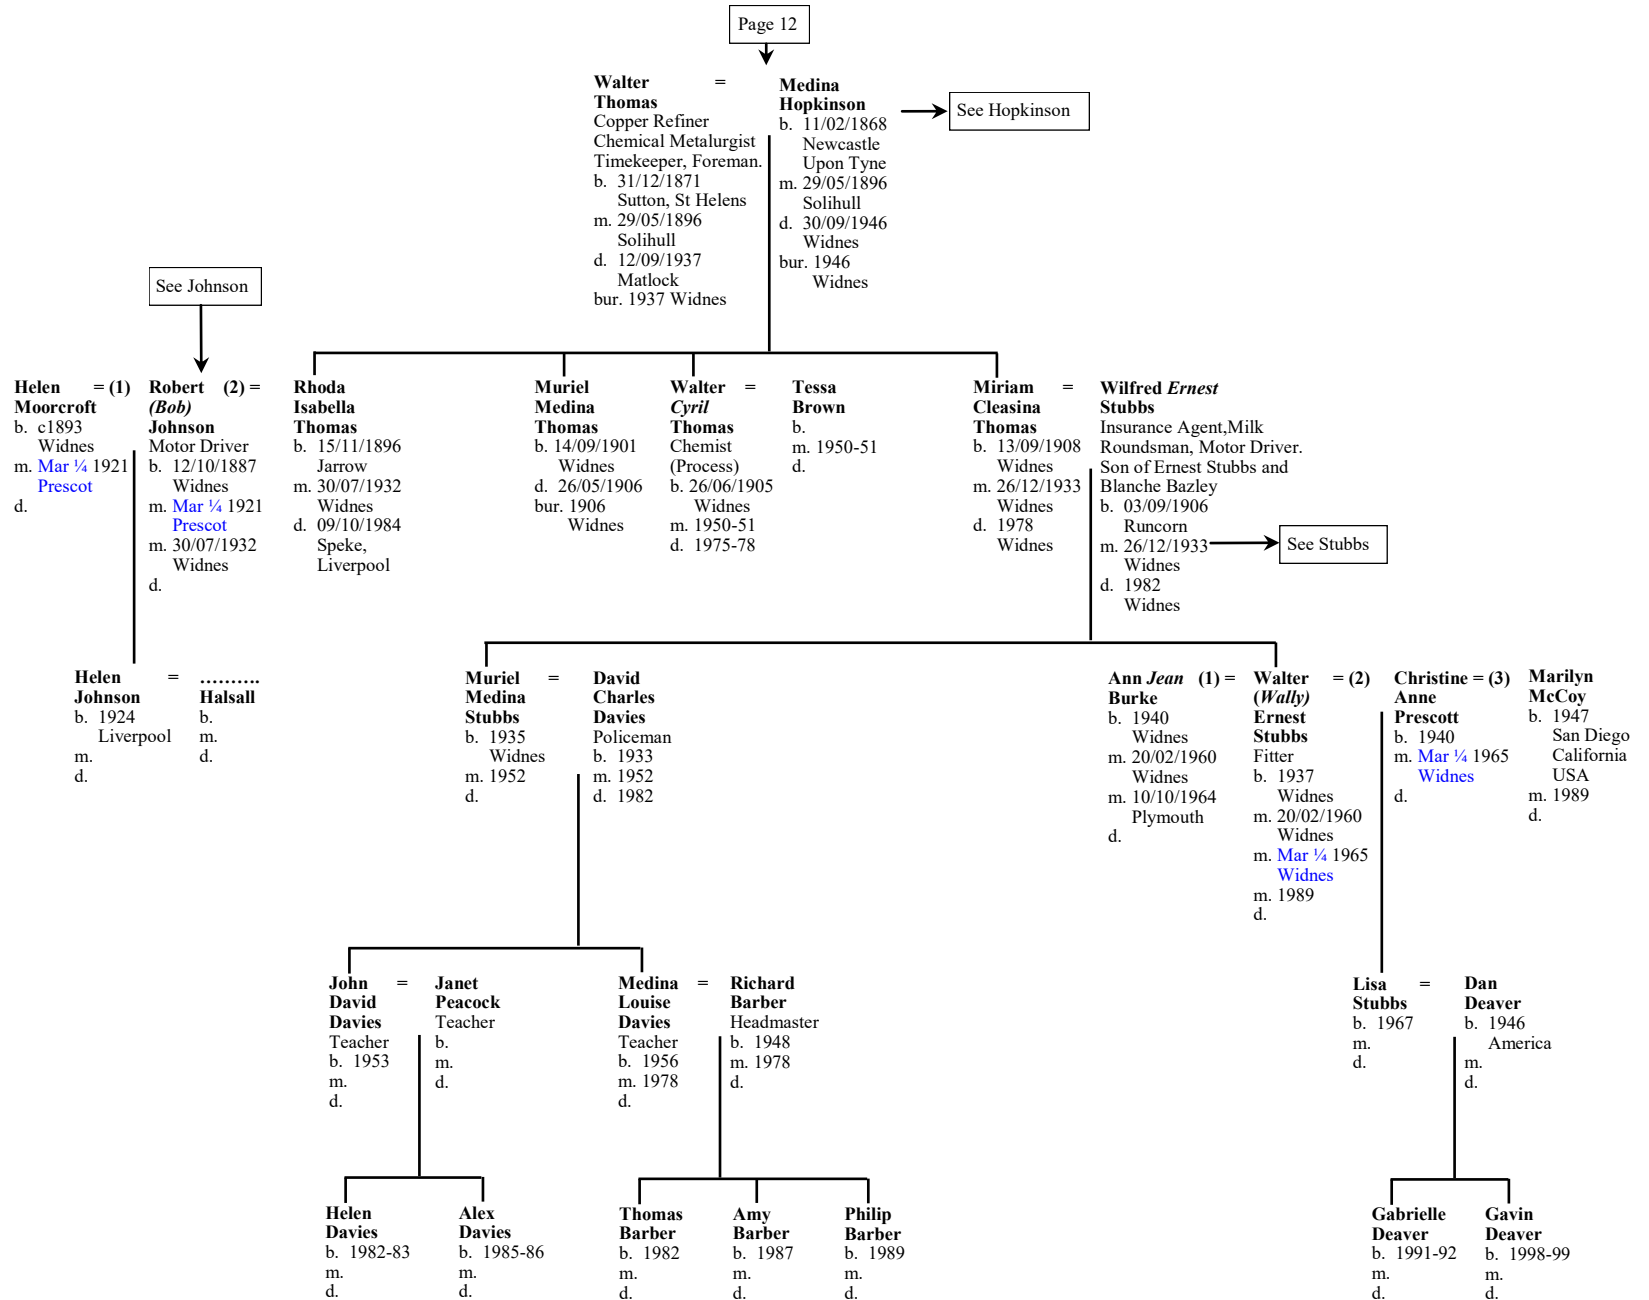 Page 12
Walter =
Thomas
Copper Refiner
Chemical Metalurgist
Timekeeper, Foreman.
b. 31/12/1871
Sutton, St Helens
m. 29/05/1896
Solihull
d. 12/09/1937
Matlock
bur. 1937 Widnes
Medina
Hopkinson
b. 11/02/1868
Newcastle
Upon Tyne
m. 29/05/1896
Solihull
d. 30/09/1946
Widnes
bur. 1946
Widnes
See Hopkinson
See Johnson
Helen = (1)
Moorcroft
b. c1893
Widnes
m. Mar ¼ 1921
Prescot
d.
Robert (2) =
(Bob)
Johnson
Motor Driver
b. 12/10/1887
Widnes
m. Mar ¼ 1921
Prescot
m. 30/07/1932
Widnes
d.
Rhoda
Isabella
Thomas
b. 15/11/1896
Jarrow
m. 30/07/1932
Widnes
d. 09/10/1984
Speke,
Liverpool
Muriel
Medina
Thomas
b. 14/09/1901
Widnes
d. 26/05/1906
bur. 1906
Widnes
Walter =
Cyril
Thomas
Chemist
(Process)
b. 26/06/1905
Widnes
m. 1950-51
d. 1975-78
Tessa
Brown
b.
m. 1950-51
d.
Miriam =
Cleasina
Thomas
b. 13/09/1908
Widnes
m. 26/12/1933
Widnes
d. 1978
Widnes
Wilfred Ernest
Stubbs
Insurance Agent,Milk
Roundsman, Motor Driver.
Son of Ernest Stubbs and
Blanche Bazley
b. 03/09/1906
Runcorn
m. 26/12/1933
Widnes
d. 1982
Widnes
See Stubbs
Helen =
Johnson
b. 1924
Liverpool
m.
d.
..........
Halsall
b.
m.
d.
Muriel =
Medina
Stubbs
b. 1935
Widnes
m. 1952
d.
David
Charles
Davies
Policeman
b. 1933
m. 1952
d. 1982
Ann Jean (1) =
Burke
b. 1940
Widnes
m. 20/02/1960
Widnes
m. 10/10/1964
Plymouth
d.
Walter = (2)
(Wally)
Ernest
Stubbs
Fitter
b. 1937
Widnes
m. 20/02/1960
Widnes
m. Mar ¼ 1965
Widnes
m. 1989
d.
Christine = (3)
Anne
Prescott
b. 1940
m. Mar ¼ 1965
Widnes
d.
Marilyn
McCoy
b. 1947
San Diego
California
USA
m. 1989
d.
John =
David
Davies
Teacher
b. 1953
m.
d.
Janet
Peacock
Teacher
b.
m.
d.
Medina =
Louise
Davies
Teacher
b. 1956
m. 1978
d.
Richard
Barber
Headmaster
b. 1948
m. 1978
d.
Lisa =
Stubbs
b. 1967
m.
d.
Dan
Deaver
b. 1946
America
m.
d.
Helen
Davies
b. 1982-83
m.
d.
Alex
Davies
b. 1985-86
m.
d.
Thomas
Barber
b. 1982
m.
d.
Amy
Barber
b. 1987
m.
d.
Philip
Barber
b. 1989
m.
d.
Gabrielle
Deaver
b. 1991-92
m.
d.
Gavin
Deaver
b. 1998-99
m.
d.